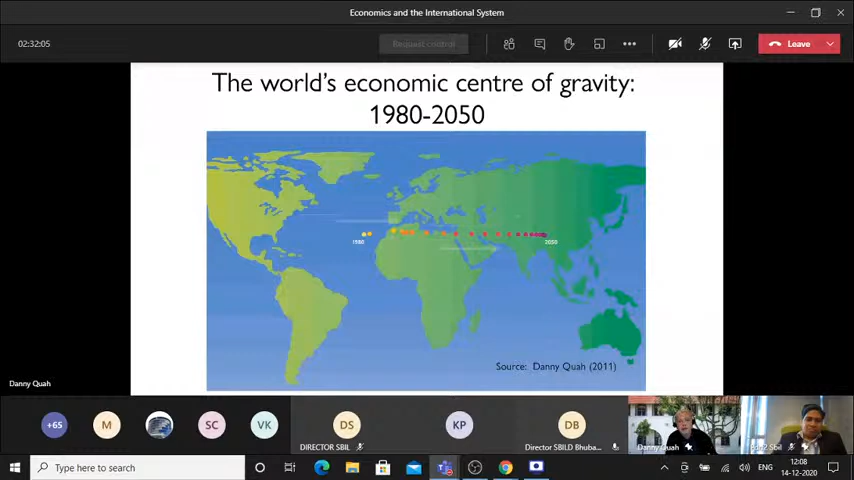 Economics and the International System
02:32:05
Request control
Leave
The world's economic centre of gravity:
1980-2050
1980
2050
Source: Danny Quah (2011)
Danny Quah
+65
M
SC
VK
DS
KP
DB
DIRECTOR SBIL
Director SBILD Bhuba...
Danny Quah
Type here to search
ENG
12:08
14-12-2020